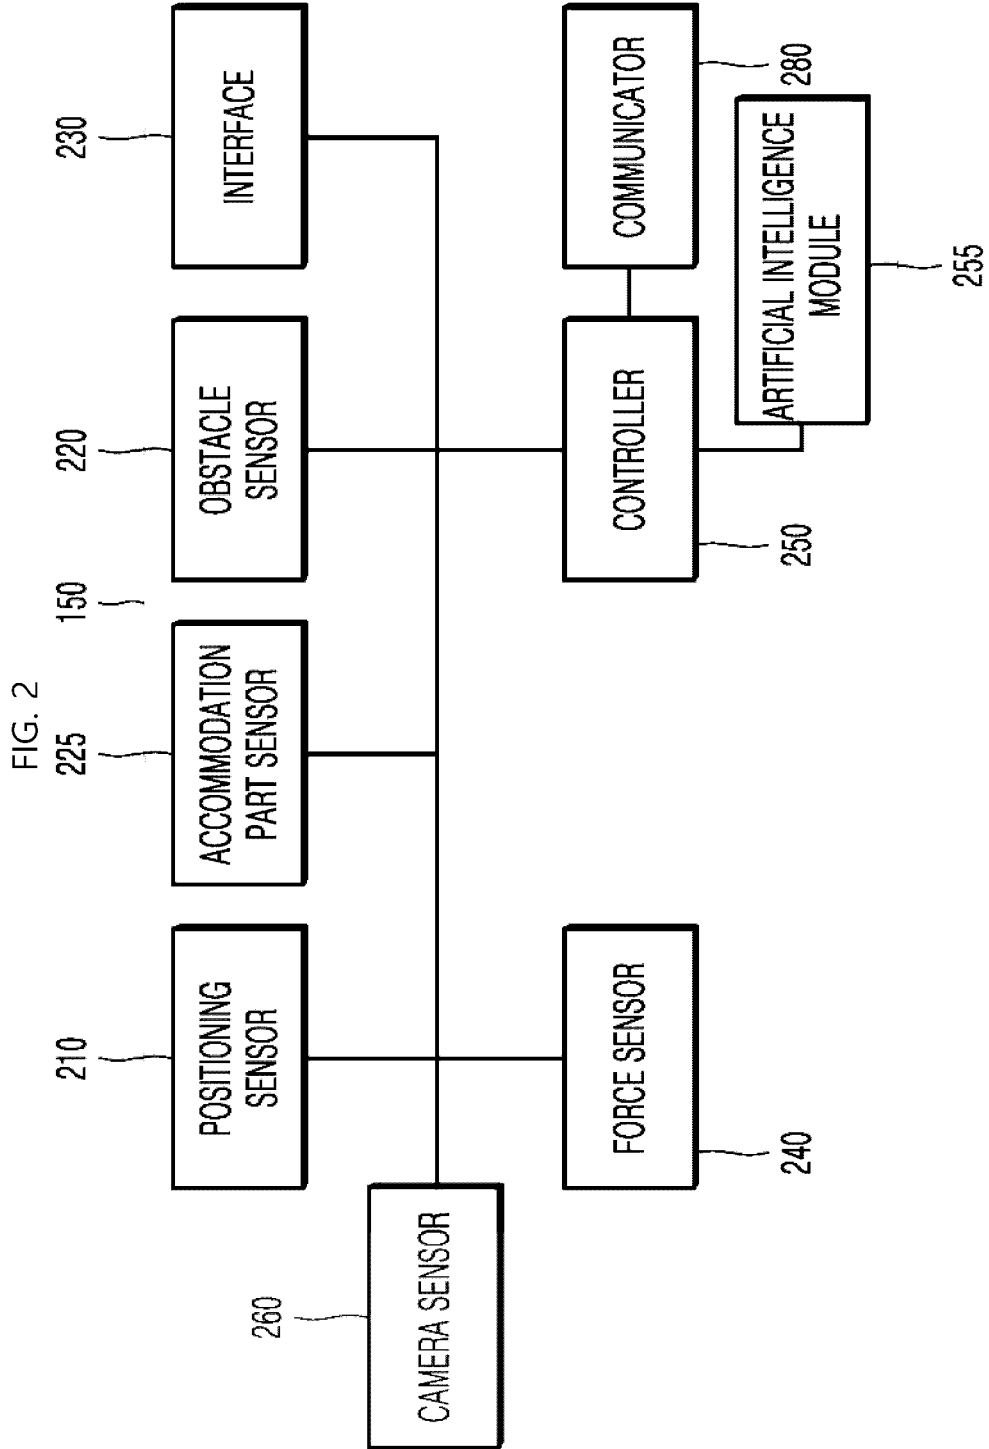 FIG. 2
150
210
225
220
230
POSITIONING
SENSOR
ACCOMMODATION
PART SENSOR
OBSTACLE
SENSOR
INTERFACE
260
CAMERA SENSOR
FORCE SENSOR
CONTROLLER
COMMUNICATOR
240
250
280
ARTIFICIAL INTELLIGENCE
MODULE
255